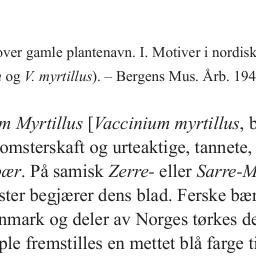 over gamle plantenavn. I. Motiver i nordisk
og V. myrtillus). – Bergens Mus. Årb. 194
m Myrtillus [Vaccinium myrtillus, b
omsterskaft og urteaktige, tannete,
bær. På samisk Zerre- eller Sarre-M
ster begjærer dens blad. Ferske bær
nmark og deler av Norges tørkes de
ple fremstilles en mettet blå farge ti